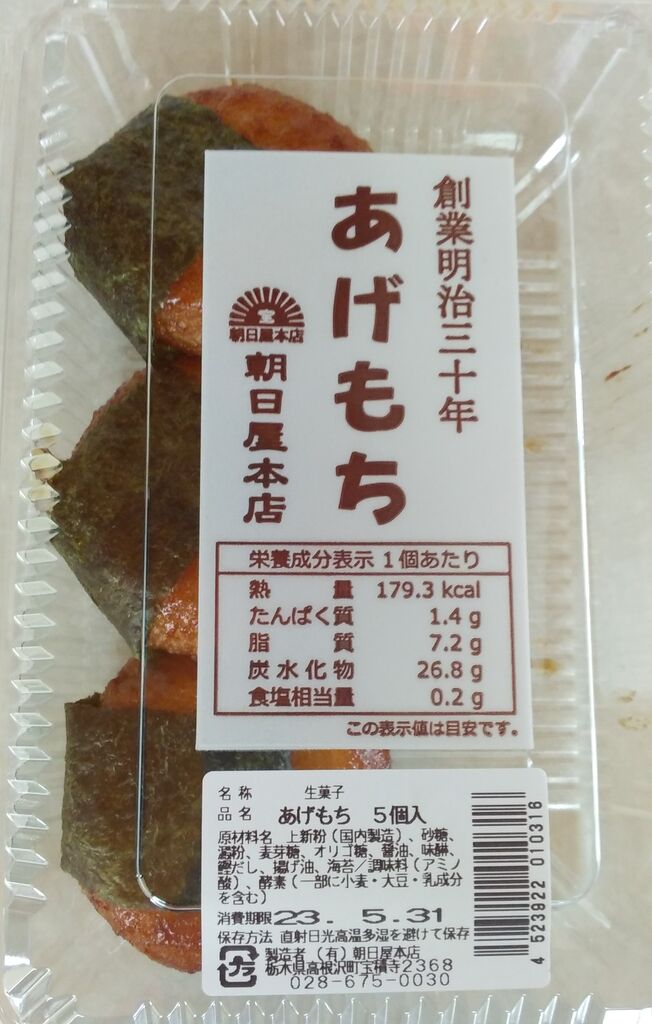 創業明治三十年
あげもち
朝日屋本店
朝日屋本店
栄養成分表示 1個あたり
熱量 179.3 kcal
たんぱく質 1.4 g
脂質 7.2 g
炭水化物 26.8 g
食塩相当量 0.2 g
この表示値は目安です。
名称 生菓子
品名 あげもち 5個入
原材料名 上新粉(国内製造)、砂糖、
澱粉、麦芽糖、オリゴ糖、醤油、味醂、
鰹だし、揚げ油、海苔/調味料(アミノ
酸)、酵素(一部に小麦・大豆・乳成分
を含む)
消費期限 23. 5.31
保存方法 直射日光高温多湿を避けて保存
プラ
製造者 (有)朝日屋本店
栃木県高根沢町宝積寺2368
028-675-0030
4 523922 010316